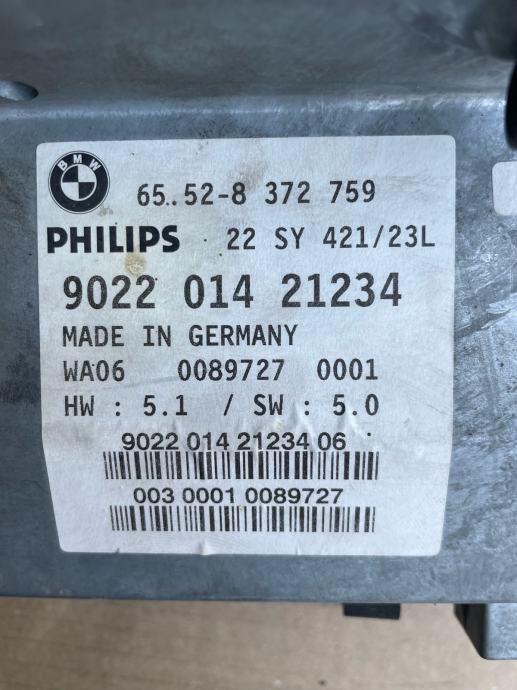 BMW
65..52-8 372 759
PHILIPS 22 SY 421/23L
9022 014 21234
MADE IN GERMANY
WA06 0089727 0001
HW : 5.1 / SW : 5.0
9022 014 21234 06
003 0001 0089727